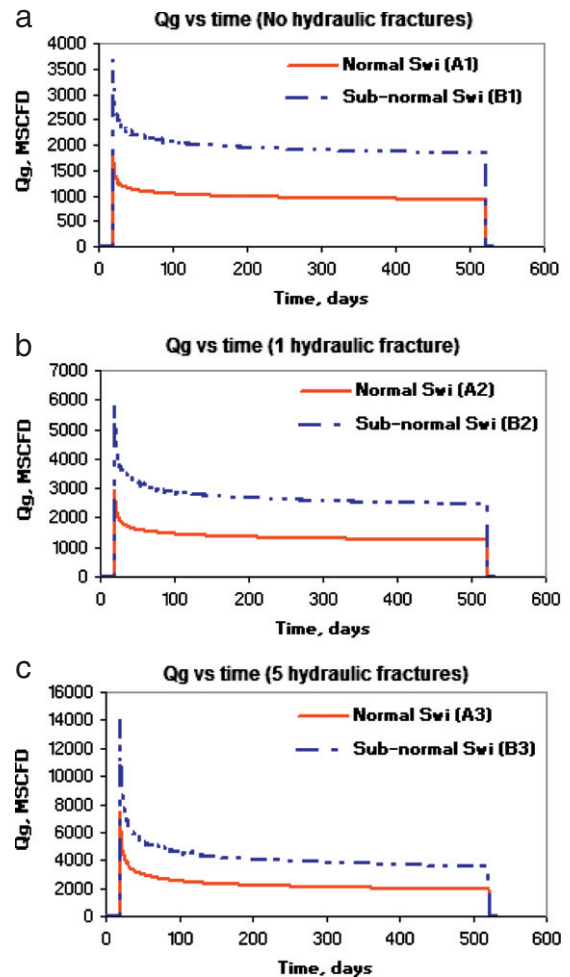 a
Qg vs time (No hydraulic fractures)
4000
3500
3000
2500
2000
1500
1000
500
0
Qg, MSCFD
Normal Swi (A1)
Sub-normal Swi (B1)
0 100 200 300 400 500 600
Time, days
b
Qg vs time (1 hydraulic fracture)
7000
6000
5000
4000
3000
2000
1000
0
Qg, MSCFD
Normal Swi (A2)
Sub-normal Swi (B2)
0 100 200 300 400 500 600
Time, days
c
Qg vs time (5 hydraulic fractures)
16000
14000
12000
10000
8000
6000
4000
2000
0
Qg, MSCFD
Normal Swi (A3)
Sub-normal Swi (B3)
0 100 200 300 400 500 600
Time, days